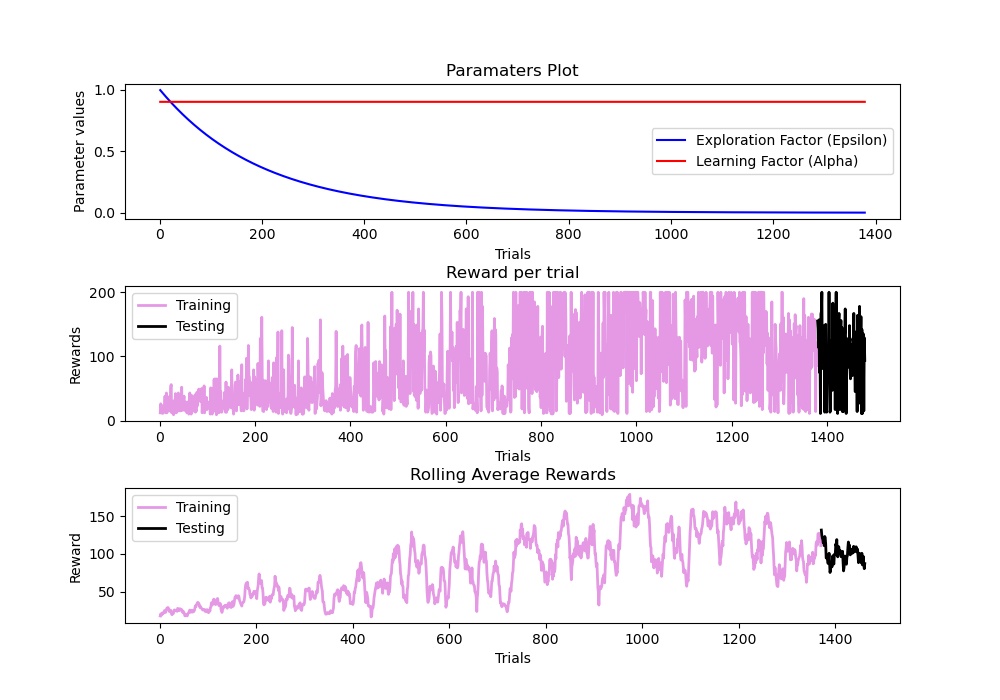 Paramaters Plot
1.0
0.5
0.0
Parameter values
Exploration Factor (Epsilon)
Learning Factor (Alpha)
0 200 400 600 800 1000 1200 1400
Trials
Reward per trial
200
100
0
Rewards
Training
Testing
0 200 400 600 800 1000 1200 1400
Trials
Rolling Average Rewards
150
100
50
Reward
Training
Testing
0 200 400 600 800 1000 1200 1400
Trials